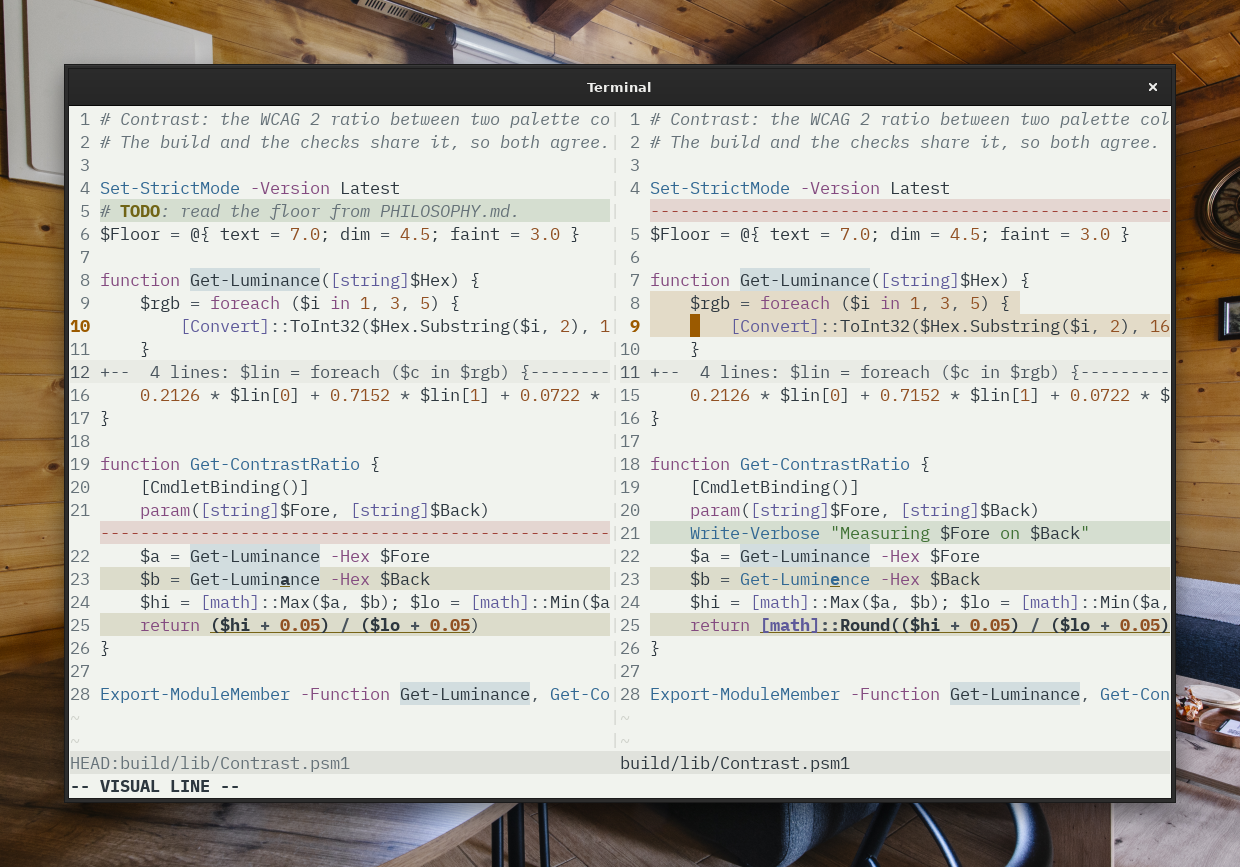 Terminal ×
1 # Contrast: the WCAG 2 ratio between two palette co
2 # The build and the checks share it, so both agree.
3
4 Set-StrictMode -Version Latest
5 # TODO: read the floor from PHILOSOPHY.md.
6 $Floor = @{ text = 7.0; dim = 4.5; faint = 3.0 }
7
8 function Get-Luminance([string]$Hex) {
9     $rgb = foreach ($i in 1, 3, 5) {
10         [Convert]::ToInt32($Hex.Substring($i, 2), 1
11     }
12 +--  4 lines: $lin = foreach ($c in $rgb) {--------
16     0.2126 * $lin[0] + 0.7152 * $lin[1] + 0.0722 *
17 }
18
19 function Get-ContrastRatio {
20     [CmdletBinding()]
21     param([string]$Fore, [string]$Back)
---------------------------------------------------
22     $a = Get-Luminance -Hex $Fore
23     $b = Get-Luminance -Hex $Back
24     $hi = [math]::Max($a, $b); $lo = [math]::Min($a
25     return ($hi + 0.05) / ($lo + 0.05)
26 }
27
28 Export-ModuleMember -Function Get-Luminance, Get-Co
~
~
HEAD:build/lib/Contrast.psm1
1 # Contrast: the WCAG 2 ratio between two palette col
2 # The build and the checks share it, so both agree.
3
4 Set-StrictMode -Version Latest
----------------------------------------------------
5 $Floor = @{ text = 7.0; dim = 4.5; faint = 3.0 }
6
7 function Get-Luminance([string]$Hex) {
8     $rgb = foreach ($i in 1, 3, 5) {
9         [Convert]::ToInt32($Hex.Substring($i, 2), 16
10     }
11 +--  4 lines: $lin = foreach ($c in $rgb) {---------
15     0.2126 * $lin[0] + 0.7152 * $lin[1] + 0.0722 * $
16 }
17
18 function Get-ContrastRatio {
19     [CmdletBinding()]
20     param([string]$Fore, [string]$Back)
21     Write-Verbose "Measuring $Fore on $Back"
22     $a = Get-Luminance -Hex $Fore
23     $b = Get-Luminence -Hex $Back
24     $hi = [math]::Max($a, $b); $lo = [math]::Min($a,
25     return [math]::Round(($hi + 0.05) / ($lo + 0.05)
26 }
27
28 Export-ModuleMember -Function Get-Luminance, Get-Con
~
~
build/lib/Contrast.psm1
-- VISUAL LINE --